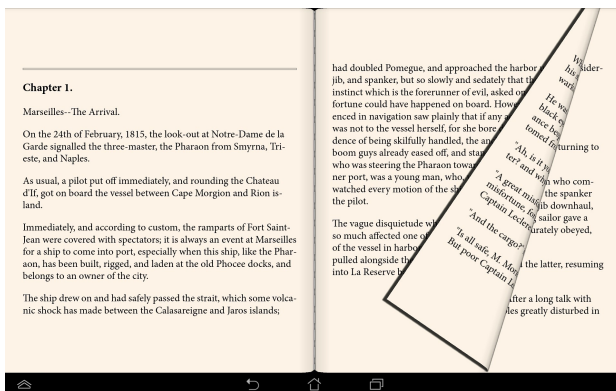 Chapter 1.
Marseilles--The Arrival.
On the 24th of February, 1815, the look-out at Notre-Dame de la
Garde signalled the three-master, the Pharaon from Smyrna, Tri-
este, and Naples.
As usual, a pilot put off immediately, and rounding the Chateau
d'If, got on board the vessel between Cape Morgion and Rion is-
land.
Immediately, and according to custom, the ramparts of Fort Saint-
Jean were covered with spectators; it is always an event at Marseilles
for a ship to come into port, especially when this ship, like the Phar-
aon, has been built, rigged, and laden at the old Phocee docks, and
belongs to an owner of the city.
The ship drew on and had safely passed the strait, which some volca-
nic shock has made between the Calasareigne and Jaros islands;
had doubled Pomegue, and approached the harbor
jib, and spanker, but so slowly and sedately that
instinct which is the forerunner of evil, asked
fortune could have happened on board.
enced in navigation saw plainly that if any
was not to the vessel herself, for she bore
dence of being skilfully handled, the
boom guys already eased off, and
who was steering the Pharaon
ner port, was a young man, who,
watched every motion of the
the pilot.
The vague disquietude
so much affected one of
of the vessel in harbor
pulled alongside
into La Reserve
his
He was
black
"Ah, is it
ter? and
"A great
misfortune,
Captain
"And the cargo?"
"Is all safe, M.
But poor Captain
sider-
turning to
who com-
the spanker
downhaul,
sailor gave a
obeyed,
the latter, resuming
After a long talk with
greatly disturbed in